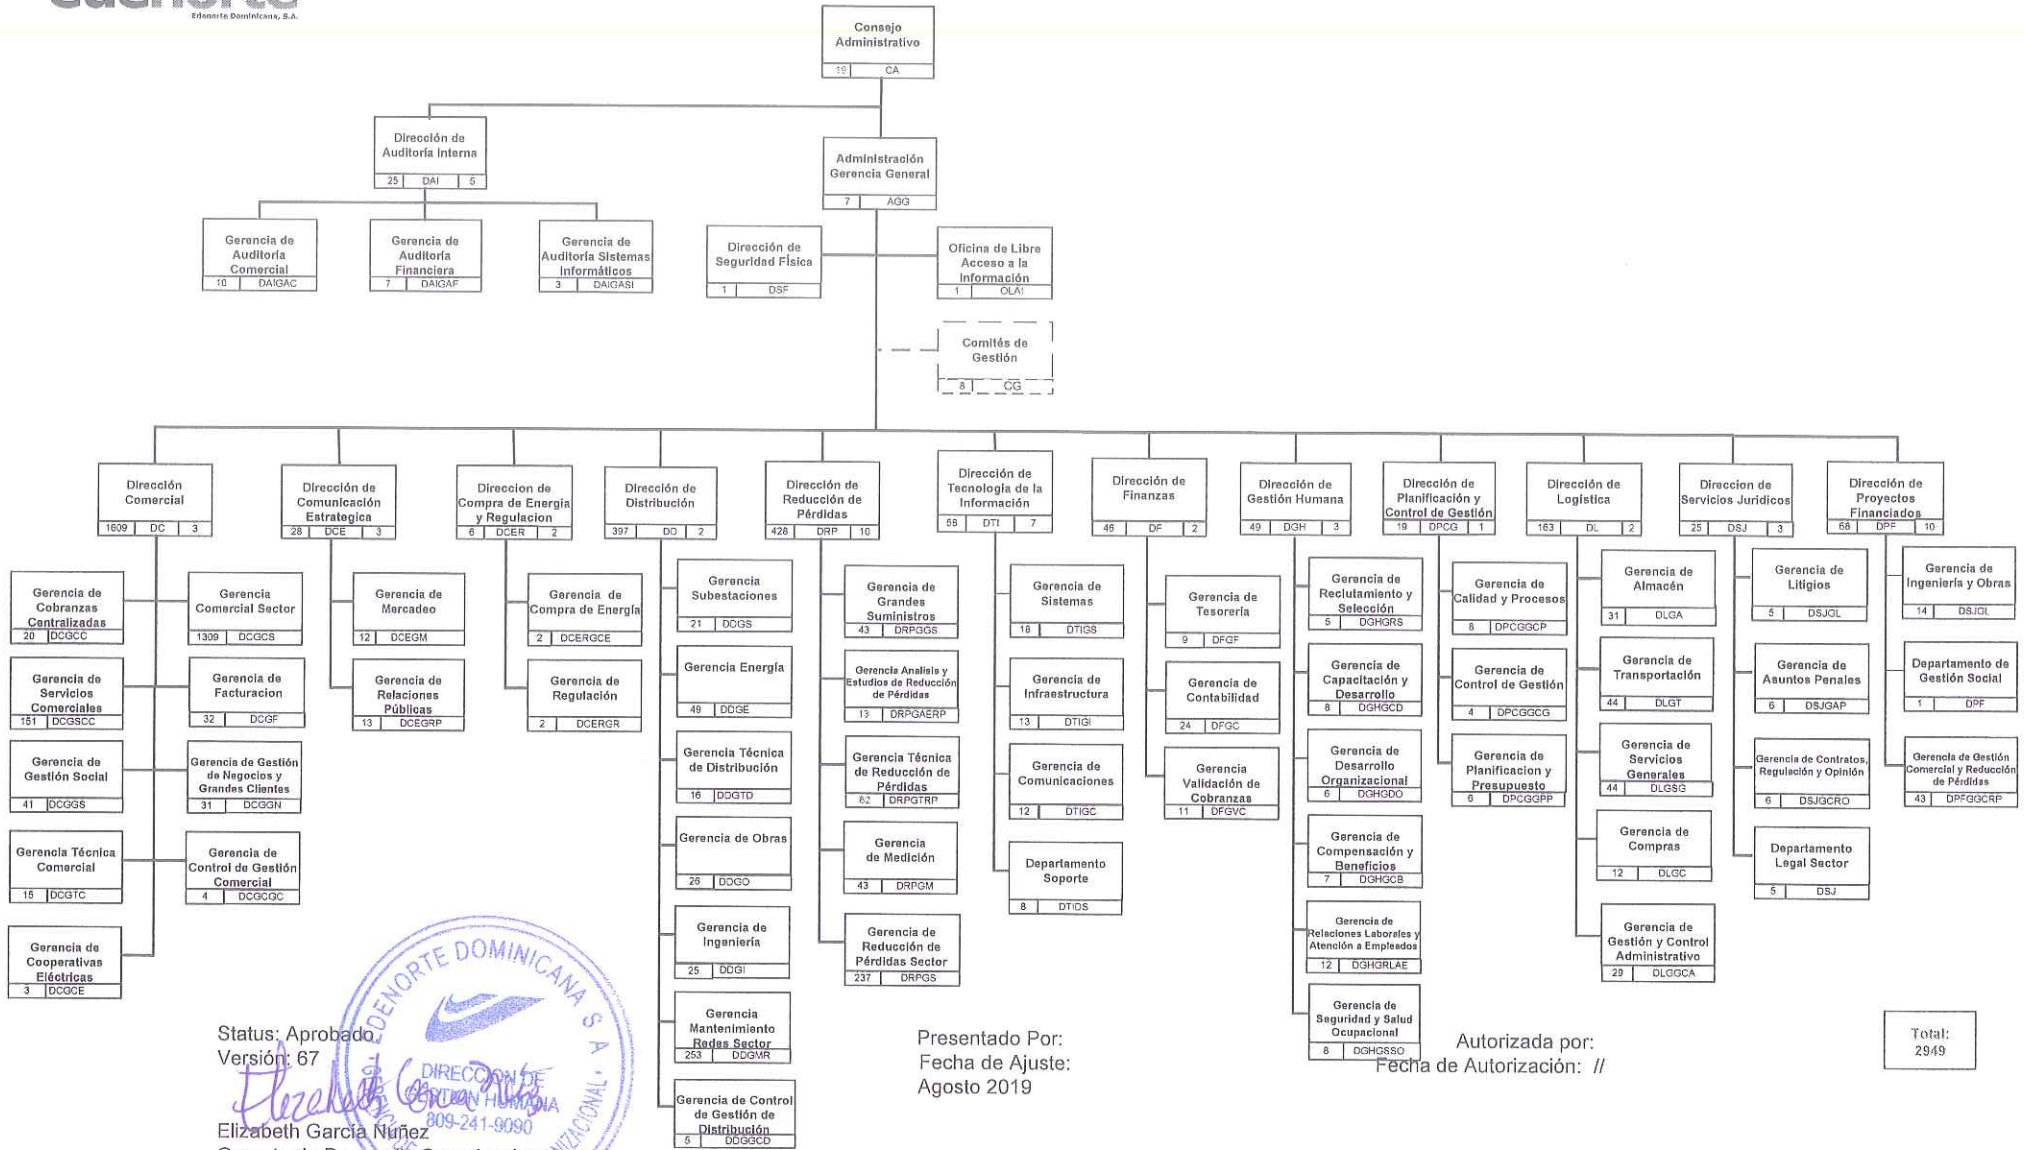 Edenorte Dominicana, S.A.
Consejo
Administrativo
19 CA
Dirección de
Auditoría Interna
25 DAI 5
Administración
Gerencia General
7 AGG
Gerencia de
Auditoria
Comercial
10 DAIGAC
Gerencia de
Auditoria
Financiera
7 DAIGAF
Gerencia de
Auditoría Sistemas
Informáticos
3 DAIGASI
Dirección de
Seguridad Física
1 DSF
Oficina de Libre
Acceso a la
Información
1 OLAI
Comités de
Gestión
8 CG
Dirección
Comercial
1609 DC 3
Dirección de
Comunicación
Estrategica
28 DCE 3
Direccion de
Compra de Energia
y Regulacion
6 DCER 2
Dirección de
Distribución
397 DD 2
Dirección de
Reducción de
Pérdidas
428 DRP 10
Dirección de
Tecnologia de la
Información
58 DTI 7
Dirección de
Finanzas
46 DF 2
Dirección de
Gestión Humana
49 DGH 3
Dirección de
Planificación y
Control de Gestión
19 DPCG 1
Dirección de
Logística
163 DL 2
Direccion de
Servicios Juridicos
25 DSJ 3
Dirección de
Proyectos
Financiados
68 DPF 10
Gerencia de
Cobranzas
Centralizadas
20 DCGCC
Gerencia
Comercial Sector
1309 DCGCS
Gerencia de
Servicios
Comerciales
151 DCGSCC
Gerencia de
Facturacion
32 DCGF
Gerencia de
Gestión Social
41 DCGGS
Gerencia de Gestión
de Negocios y
Grandes Clientes
31 DCGGN
Gerencia Técnica
Comercial
15 DCGTC
Gerencia de
Control de Gestión
Comercial
4 DCGCGC
Gerencia de
Cooperativas
Eléctricas
3 DCGCE
Gerencia de
Mercadeo
12 DCEGM
Gerencia de
Relaciones
Públicas
13 DCEGRP
Gerencia de
Compra de Energía
2 DCERGCE
Gerencia de
Regulación
2 DCERGR
Gerencia
Subestaciones
21 DDGS
Gerencia Energía
49 DDGE
Gerencia Técnica
de Distribución
16 DDGTD
Gerencia de Obras
26 DDGO
Gerencia de
Ingeniería
25 DDGI
Gerencia
Mantenimiento
Redes Sector
253 DDGMR
Gerencia de Control
de Gestión de
Distribución
5 DDGGCD
Gerencia de
Grandes
Suministros
43 DRPGGS
Gerencia Analisis y
Estudios de Reducción
de Pérdidas
13 DRPGAERP
Gerencia Técnica
de Reducción de
Pérdidas
82 DRPGTRP
Gerencia
de Medición
43 DRPGM
Gerencia de
Reducción de
Pérdidas Sector
237 DRPGS
Gerencia de
Sistemas
18 DTIGS
Gerencia de
Infraestructura
13 DTIGI
Gerencia de
Comunicaciones
12 DTIGC
Departamento
Soporte
8 DTIDS
Gerencia de
Tesorería
9 DFGF
Gerencia de
Contabilidad
24 DFGC
Gerencia
Validación de
Cobranzas
11 DFGVC
Gerencia de
Reclutamiento y
Selección
5 DGHGRS
Gerencia de
Capacitación y
Desarrollo
8 DGHGCD
Gerencia de
Desarrollo
Organizacional
6 DGHGDO
Gerencia de
Compensación y
Beneficios
7 DGHGCB
Gerencia de
Relaciones Laborales y
Atención a Empleados
12 DGHGRLAE
Gerencia de
Seguridad y Salud
Ocupacional
8 DGHGSSO
Gerencia de
Calidad y Procesos
8 DPCGGCP
Gerencia de
Control de Gestión
4 DPCGGCG
Gerencia de
Planificacion y
Presupuesto
6 DPCGGPP
Gerencia de
Almacén
31 DLGA
Gerencia de
Transportación
44 DLGT
Gerencia de
Servicios
Generales
44 DLGSG
Gerencia de
Compras
12 DLGC
Gerencia de
Gestión y Control
Administrativo
29 DLGGCA
Gerencia de
Litigios
5 DSJGL
Gerencia de
Asuntos Penales
6 DSJGAP
Gerencia de Contratos,
Regulación y Opinión
6 DSJGCRO
Departamento
Legal Sector
5 DSJ
Gerencia de
Ingeniería y Obras
14 DSJGL
Departamento de
Gestión Social
1 DPF
Gerencia de Gestión
Comercial y Reducción
de Pérdidas
43 DPFGGCRP
Status: Aprobado
Versión: 67
Elizabeth García Núñez
EDENORTE DOMINICANA S A
DIRECCION DE
GESTION HUMANA
809-241-9090
Presentado Por:
Fecha de Ajuste:
Agosto 2019
Autorizada por:
Fecha de Autorización: //
Total:
2949